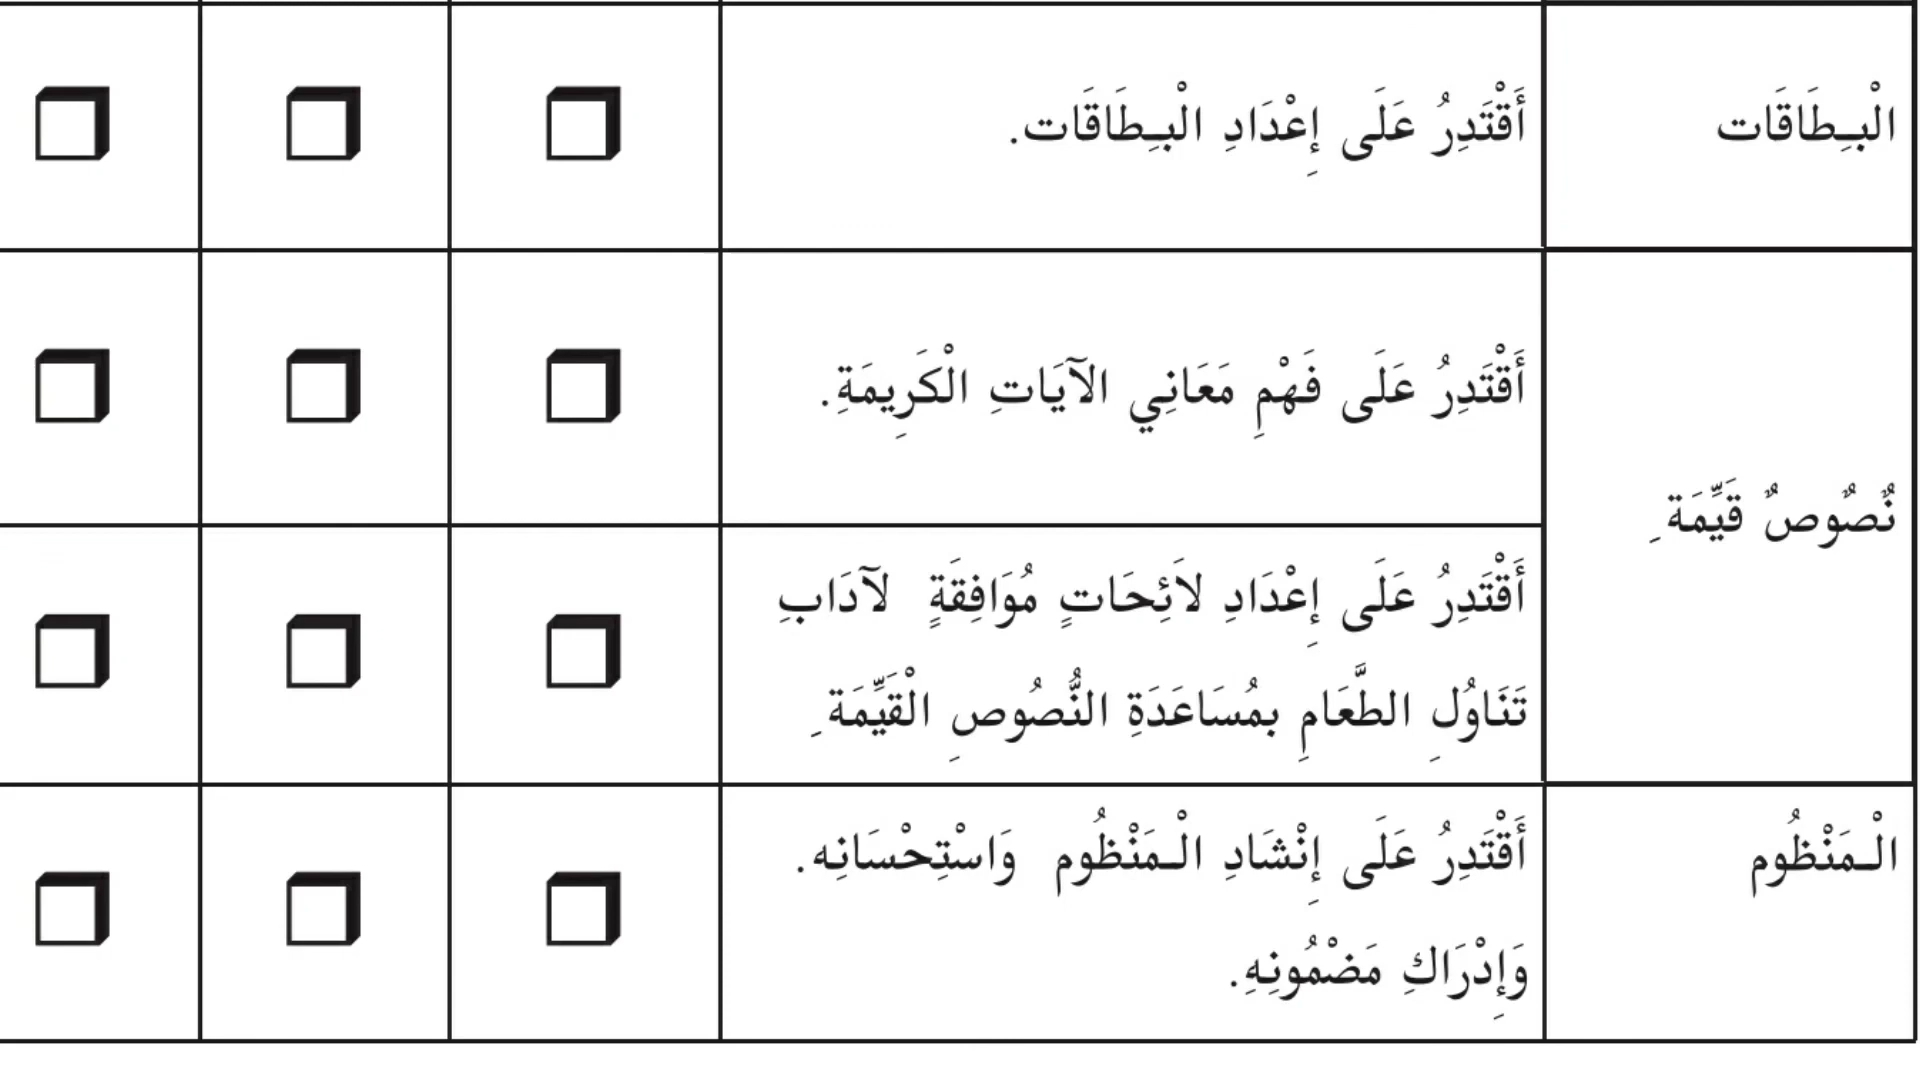 الْبِـطَاقَات
أَقْتَدِرُ عَلَى إِعْدَادِ الْبِـطَاقَات.
نٌصٌوصٌ قَيِّمَةِ
أَقْتَدِرُ عَلَى فَهْمِ مَعَانِي الآيَاتِ الْكَرِيمَةِ.
أَقْتَدِرُ عَلَى إِعْدَادِ لاَئِحَاتٍ مُوَافِقَةٍ لآدَابِ
تَنَاوُلِ الطَّعَامِ بمُسَاعَدَةِ النُّصُوصِ الْقَيِّمَةِ
الْـمَنْظُوم
أَقْتَدِرُ عَلَى إِنْشَادِ الْـمَنْظُوم وَاسْتِحْسَانِه.
وَإِدْرَاكِ مَضْمُونِهِ.